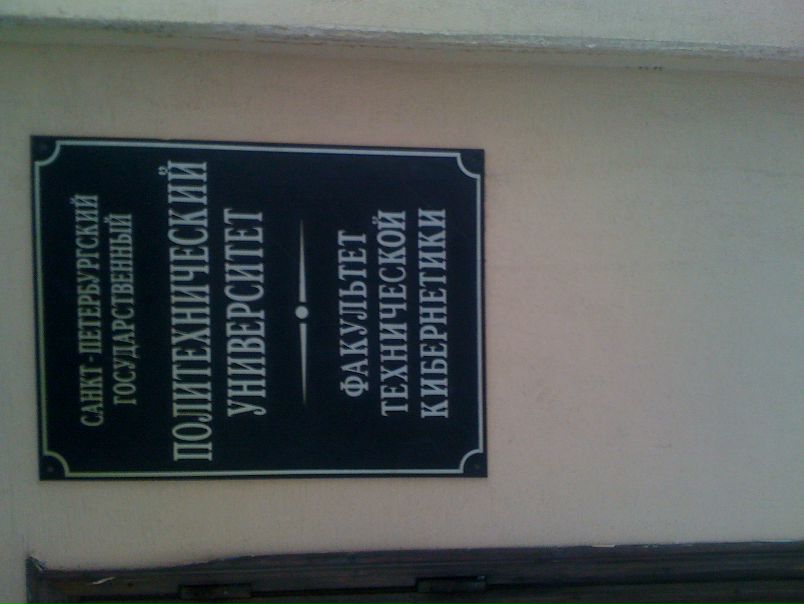 САНКТ-ПЕТЕРБУРГСКИЙ
ГОСУДАРСТВЕННЫЙ
ПОЛИТЕХНИЧЕСКИЙ
УНИВЕРСИТЕТ
ФАКУЛЬТЕТ
ТЕХНИЧЕСКОЙ
КИБЕРНЕТИКИ